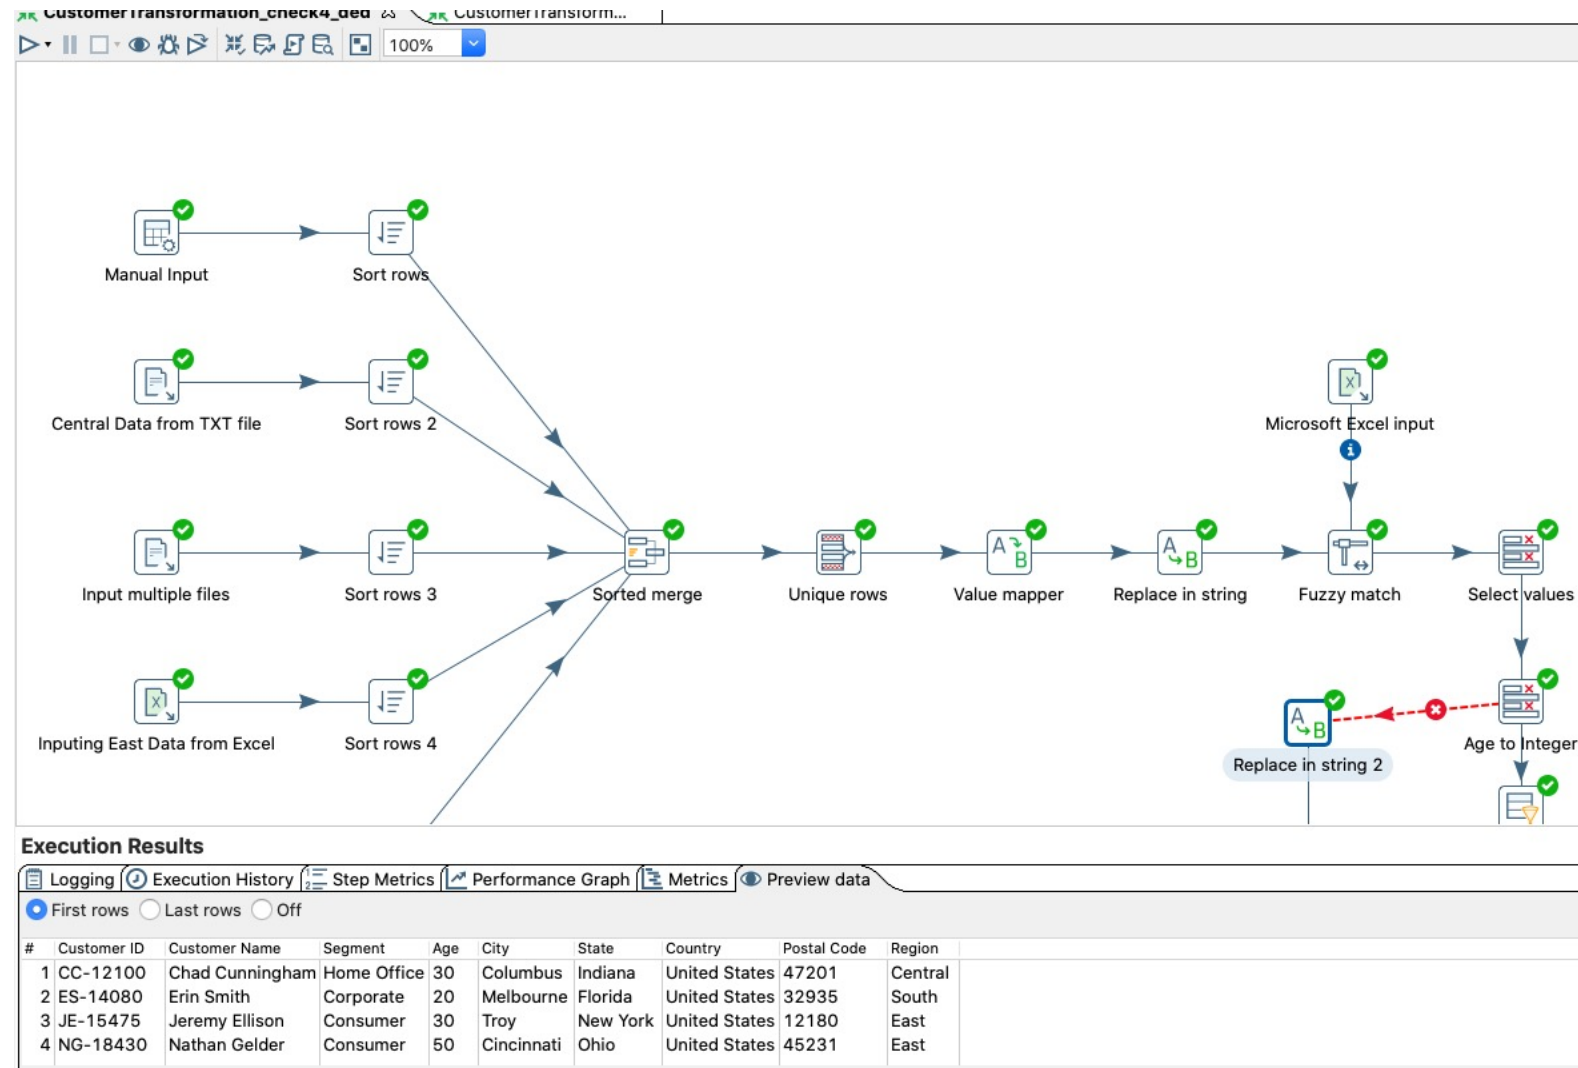 CustomerTransformation_check4_ded CustomerTransform...
100%
Manual Input Sort rows
Central Data from TXT file Sort rows 2 Microsoft Excel input
Input multiple files Sort rows 3 Sorted merge Unique rows Value mapper Replace in string Fuzzy match Select values
Inputing East Data from Excel Sort rows 4 Age to Integer
Replace in string 2
Execution Results
Logging Execution History Step Metrics Performance Graph Metrics Preview data
First rows Last rows Off
# Customer ID Customer Name Segment Age City State Country Postal Code Region
1 CC-12100 Chad Cunningham Home Office 30 Columbus Indiana United States 47201 Central
2 ES-14080 Erin Smith Corporate 20 Melbourne Florida United States 32935 South
3 JE-15475 Jeremy Ellison Consumer 30 Troy New York United States 12180 East
4 NG-18430 Nathan Gelder Consumer 50 Cincinnati Ohio United States 45231 East